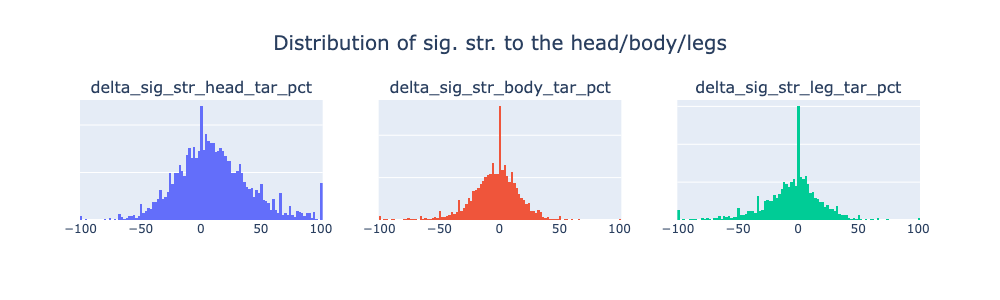 Distribution of sig. str. to the head/body/legs
delta_sig_str_head_tar_pct delta_sig_str_body_tar_pct delta_sig_str_leg_tar_pct
−100 −50 0 50 100 −100 −50 0 50 100 −100 −50 0 50 100